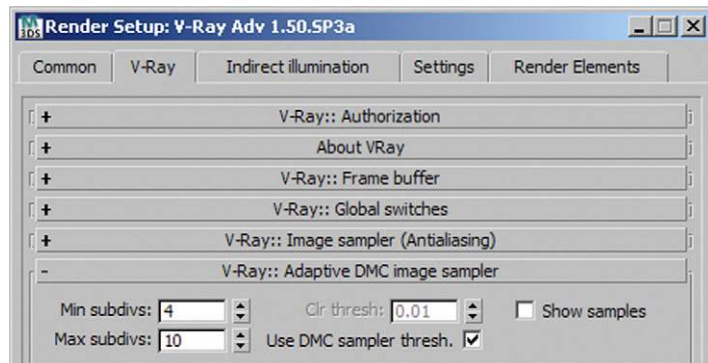 Render Setup: V-Ray Adv 1.50.SP3a
Common V-Ray Indirect illumination Settings Render Elements
+ V-Ray:: Authorization
+ About VRay
+ V-Ray:: Frame buffer
+ V-Ray:: Global switches
+ V-Ray:: Image sampler (Antialiasing)
- V-Ray:: Adaptive DMC image sampler
Min subdivs: 4 Clr thresh: 0.01 Show samples
Max subdivs: 10 Use DMC sampler thresh.